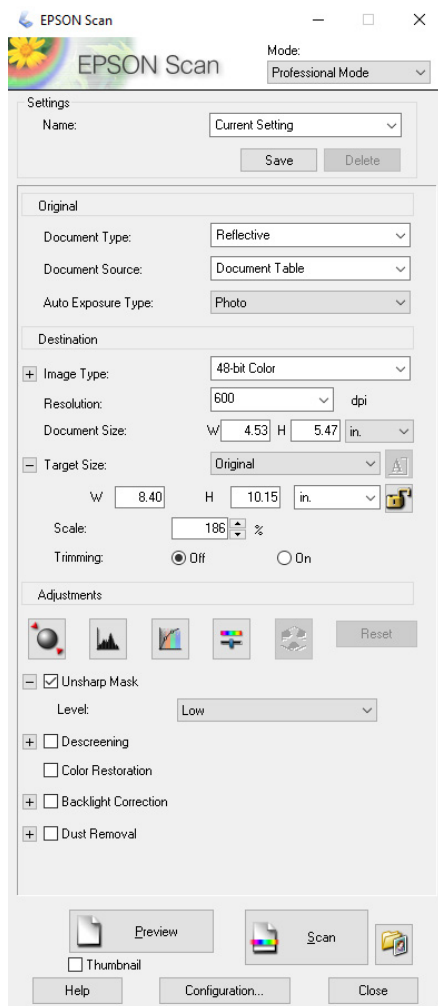 EPSON Scan
EPSON Scan
Mode:
Professional Mode
Settings
Name: Current Setting
Save Delete
Original
Document Type: Reflective
Document Source: Document Table
Auto Exposure Type: Photo
Destination
Image Type: 48-bit Color
Resolution: 600 dpi
Document Size: W 4.53 H 5.47 in.
Target Size: Original A
W 8.40 H 10.15 in.
Scale: 186 %
Trimming: Off On
Adjustments
Reset
Unsharp Mask
Level: Low
Descreening
Color Restoration
Backlight Correction
Dust Removal
Preview Scan
Thumbnail
Help Configuration... Close